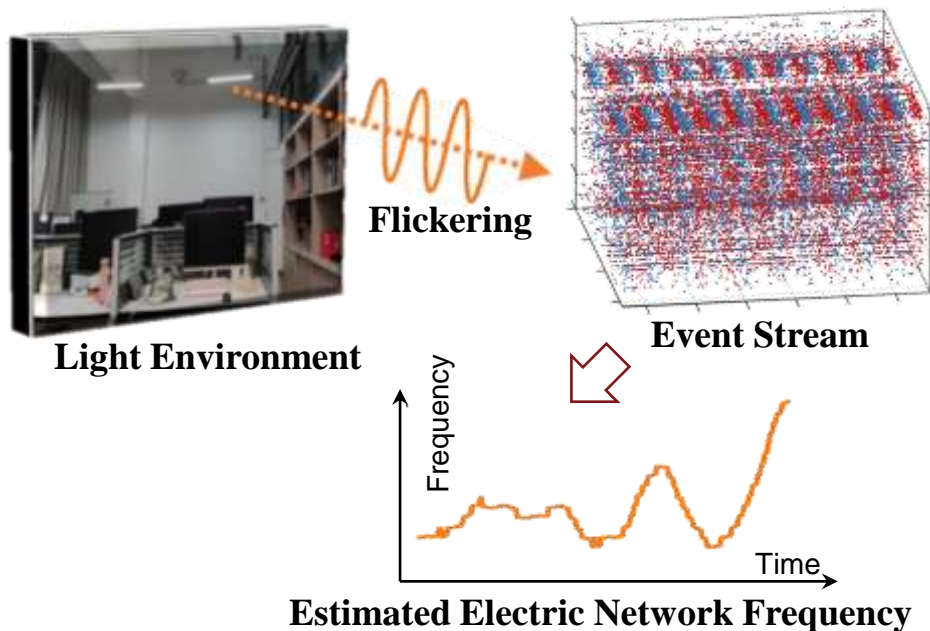 Flickering
Light Environment
Event Stream
Frequency
Time
Estimated Electric Network Frequency